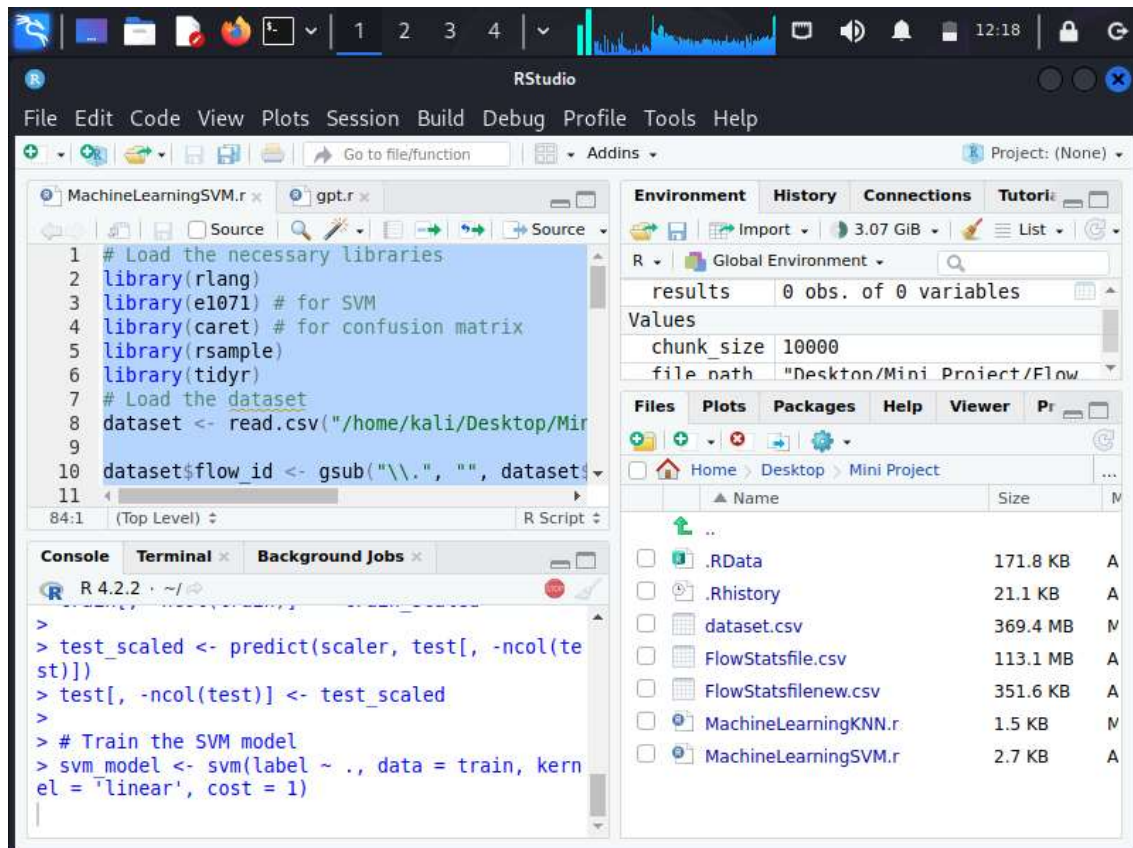 1 2 3 4 12:18
RStudio
File Edit Code View Plots Session Build Debug Profile Tools Help
Go to file/function Addins Project: (None)
MachineLearningSVM.r gpt.r
Source Source
1 # Load the necessary libraries
2 library(rlang)
3 library(e1071) # for SVM
4 library(caret) # for confusion matrix
5 library(rsample)
6 library(tidyr)
7 # Load the dataset
8 dataset <- read.csv("/home/kali/Desktop/Mir
9
10 dataset$flow_id <- gsub("\\.", "", dataset$
11
84:1 (Top Level) R Script
Console Terminal Background Jobs
R 4.2.2 · ~/
>
> test_scaled <- predict(scaler, test[, -ncol(te
st)])
> test[, -ncol(test)] <- test_scaled
>
> # Train the SVM model
> svm_model <- svm(label ~ ., data = train, kern
el = 'linear', cost = 1)
Environment History Connections Tutoria
Import 3.07 GiB List
R Global Environment
results 0 obs. of 0 variables
Values
chunk_size 10000
file_path "Desktop/Mini Project/Flow
Files Plots Packages Help Viewer Pr
Home Desktop Mini Project ...
Name Size M
..
.RData 171.8 KB A
.Rhistory 21.1 KB A
dataset.csv 369.4 MB M
FlowStatsfile.csv 113.1 MB A
FlowStatsfilenew.csv 351.6 KB A
MachineLearningKNN.r 1.5 KB M
MachineLearningSVM.r 2.7 KB A